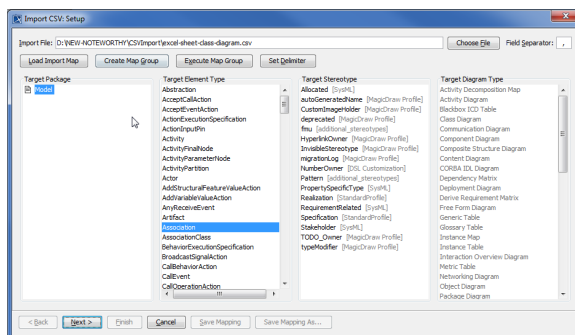 Import CSV: Setup
Import File: D:\NEW-NOTEWORTHY\CSVImport\excel-sheet-class-diagram.csv Choose File Field Separator: ,
Load Import Map Create Map Group Execute Map Group Set Delimiter
Target Package
Model
Target Element Type
Abstraction
AcceptCallAction
AcceptEventAction
ActionExecutionSpecification
ActionInputPin
Activity
ActivityFinalNode
ActivityParameterNode
ActivityPartition
Actor
AddStructuralFeatureValueAction
AddVariableValueAction
AnyReceiveEvent
Artifact
Association
AssociationClass
BehaviorExecutionSpecification
BroadcastSignalAction
CallBehaviorAction
CallEvent
CallOperationAction
Target Stereotype
Allocated [SysML]
autoGeneratedName [MagicDraw Profile]
CustomImageHolder [MagicDraw Profile]
deprecated [MagicDraw Profile]
fmu [additional_stereotypes]
HyperlinkOwner [MagicDraw Profile]
InvisibleStereotype [MagicDraw Profile]
migrationLog [MagicDraw Profile]
NumberOwner [DSL Customization]
Pattern [additional_stereotypes]
PropertySpecificType [SysML]
Realization [StandardProfile]
RequirementRelated [SysML]
Specification [StandardProfile]
Stakeholder [SysML]
TODO_Owner [MagicDraw Profile]
typeModifier [MagicDraw Profile]
Target Diagram Type
Activity Decomposition Map
Activity Diagram
Blackbox ICD Table
Class Diagram
Communication Diagram
Component Diagram
Composite Structure Diagram
Content Diagram
CORBA IDL Diagram
Dependency Matrix
Deployment Diagram
Derive Requirement Matrix
Free Form Diagram
Generic Table
Glossary Table
Instance Map
Instance Table
Interaction Overview Diagram
Metric Table
Networking Diagram
Object Diagram
Package Diagram
< Back Next > Finish Cancel Save Mapping Save Mapping As...